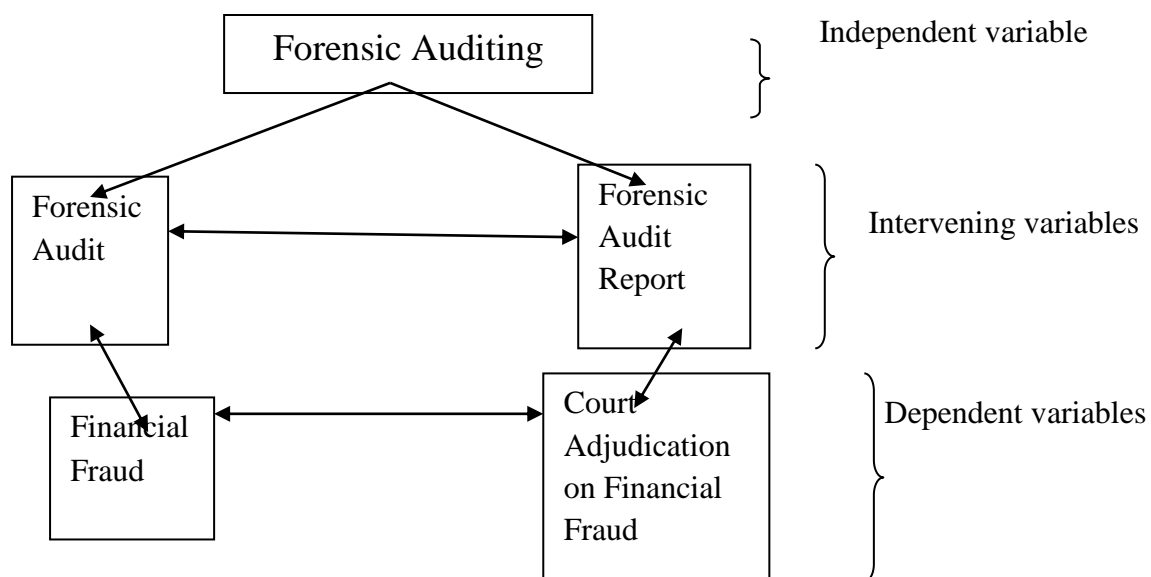 Forensic Auditing
Independent variable
Forensic
Audit
Forensic
Audit
Report
Intervening variables
Financial
Fraud
Court
Adjudication
on Financial
Fraud
Dependent variables